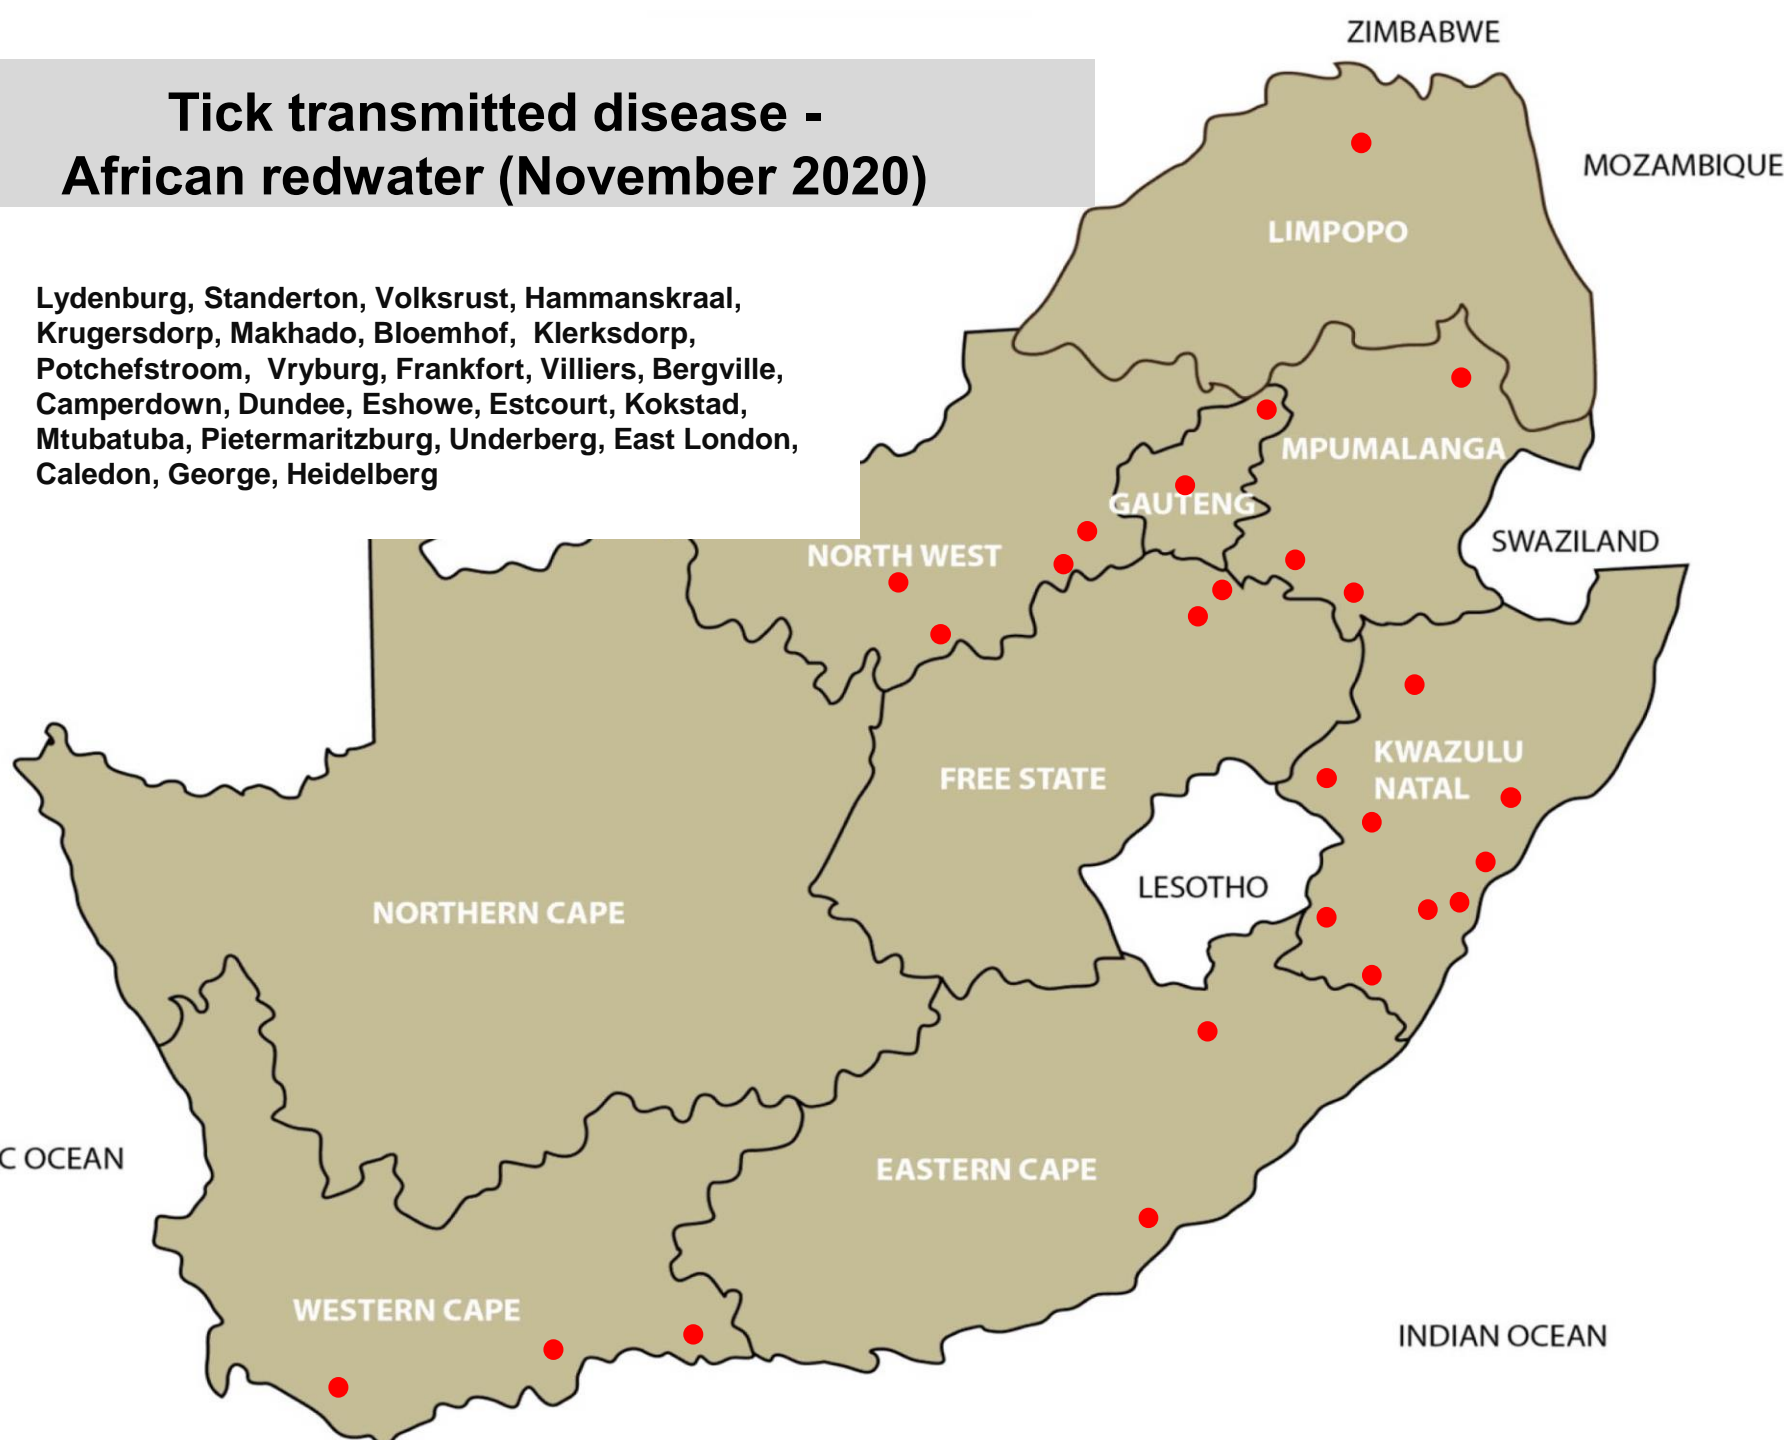 ZIMBABWE
Tick transmitted disease -
African redwater (November 2020)
MOZAMBIQUE
LIMPOPO
Lydenburg, Standerton, Volksrust, Hammanskraal,
Krugersdorp, Makhado, Bloemhof,  Klerksdorp,
Potchefstroom,  Vryburg, Frankfort, Villiers, Bergville,
Camperdown, Dundee, Eshowe, Estcourt, Kokstad,
Mtubatuba, Pietermaritzburg, Underberg, East London,
Caledon, George, Heidelberg
MPUMALANGA
GAUTENG
SWAZILAND
NORTH WEST
KWAZULU
NATAL
FREE STATE
LESOTHO
NORTHERN CAPE
C OCEAN
EASTERN CAPE
WESTERN CAPE
INDIAN OCEAN